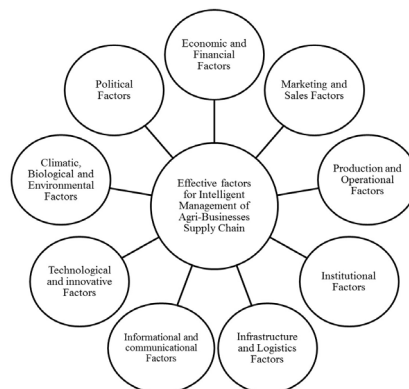 Economic and
Financial
Factors
Marketing and
Sales Factors
Production and
Operational
Factors
Institutional
Factors
Infrastructure
and Logistics
Factors
Informational and
communicational
Factors
Technological
and innovative
Factors
Climatic,
Biological and
Environmental
Factors
Political
Factors
Effective factors
for Intelligent
Management of
Agri-Businesses
Supply Chain